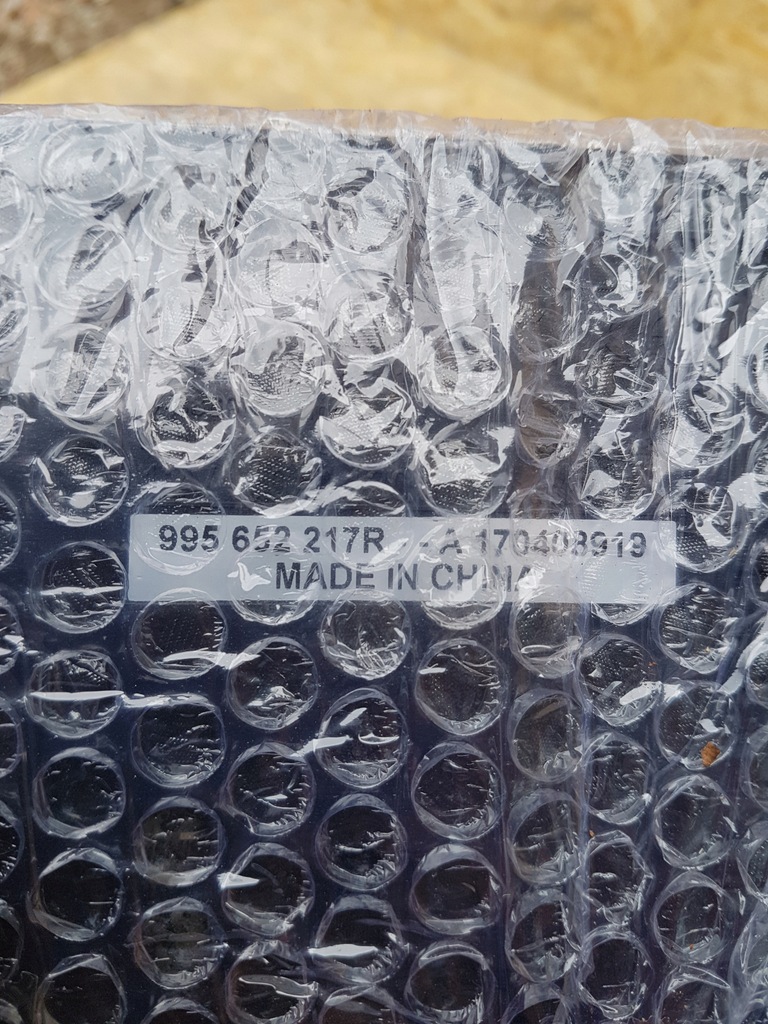 995 652 217R - A 170408919
MADE IN CHINA